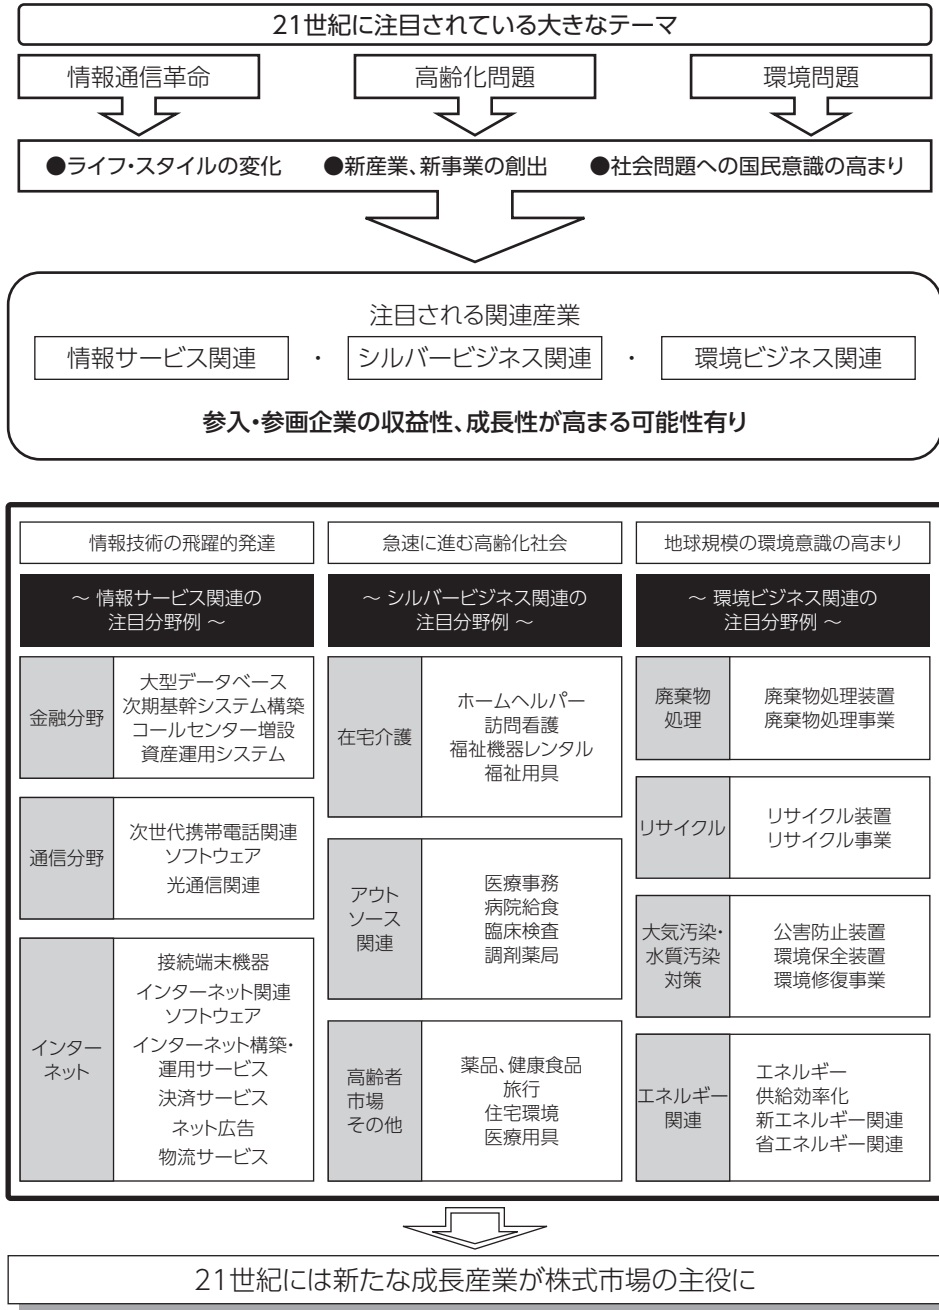 21世紀に注目されている大きなテーマ
情報通信革命
高齢化問題
環境問題
●ライフ・スタイルの変化 ●新産業、新事業の創出 ●社会問題への国民意識の高まり
注目される関連産業
情報サービス関連 ・ シルバービジネス関連 ・ 環境ビジネス関連
参入・参画企業の収益性、成長性が高まる可能性有り
情報技術の飛躍的発達
～ 情報サービス関連の
注目分野例 ～
金融分野
大型データベース
次期基幹システム構築
コールセンター増設
資産運用システム
通信分野
次世代携帯電話関連
ソフトウェア
光通信関連
インター
ネット
接続端末機器
インターネット関連
ソフトウェア
インターネット構築・
運用サービス
決済サービス
ネット広告
物流サービス
急速に進む高齢化社会
～ シルバービジネス関連の
注目分野例 ～
在宅介護
ホームヘルパー
訪問看護
福祉機器レンタル
福祉用具
アウト
ソース
関連
医療事務
病院給食
臨床検査
調剤薬局
高齢者
市場
その他
薬品、健康食品
旅行
住宅環境
医療用具
地球規模の環境意識の高まり
～ 環境ビジネス関連の
注目分野例 ～
廃棄物
処理
廃棄物処理装置
廃棄物処理事業
リサイクル
リサイクル装置
リサイクル事業
大気汚染・
水質汚染
対策
公害防止装置
環境保全装置
環境修復事業
エネルギー
関連
エネルギー
供給効率化
新エネルギー関連
省エネルギー関連
21世紀には新たな成長産業が株式市場の主役に